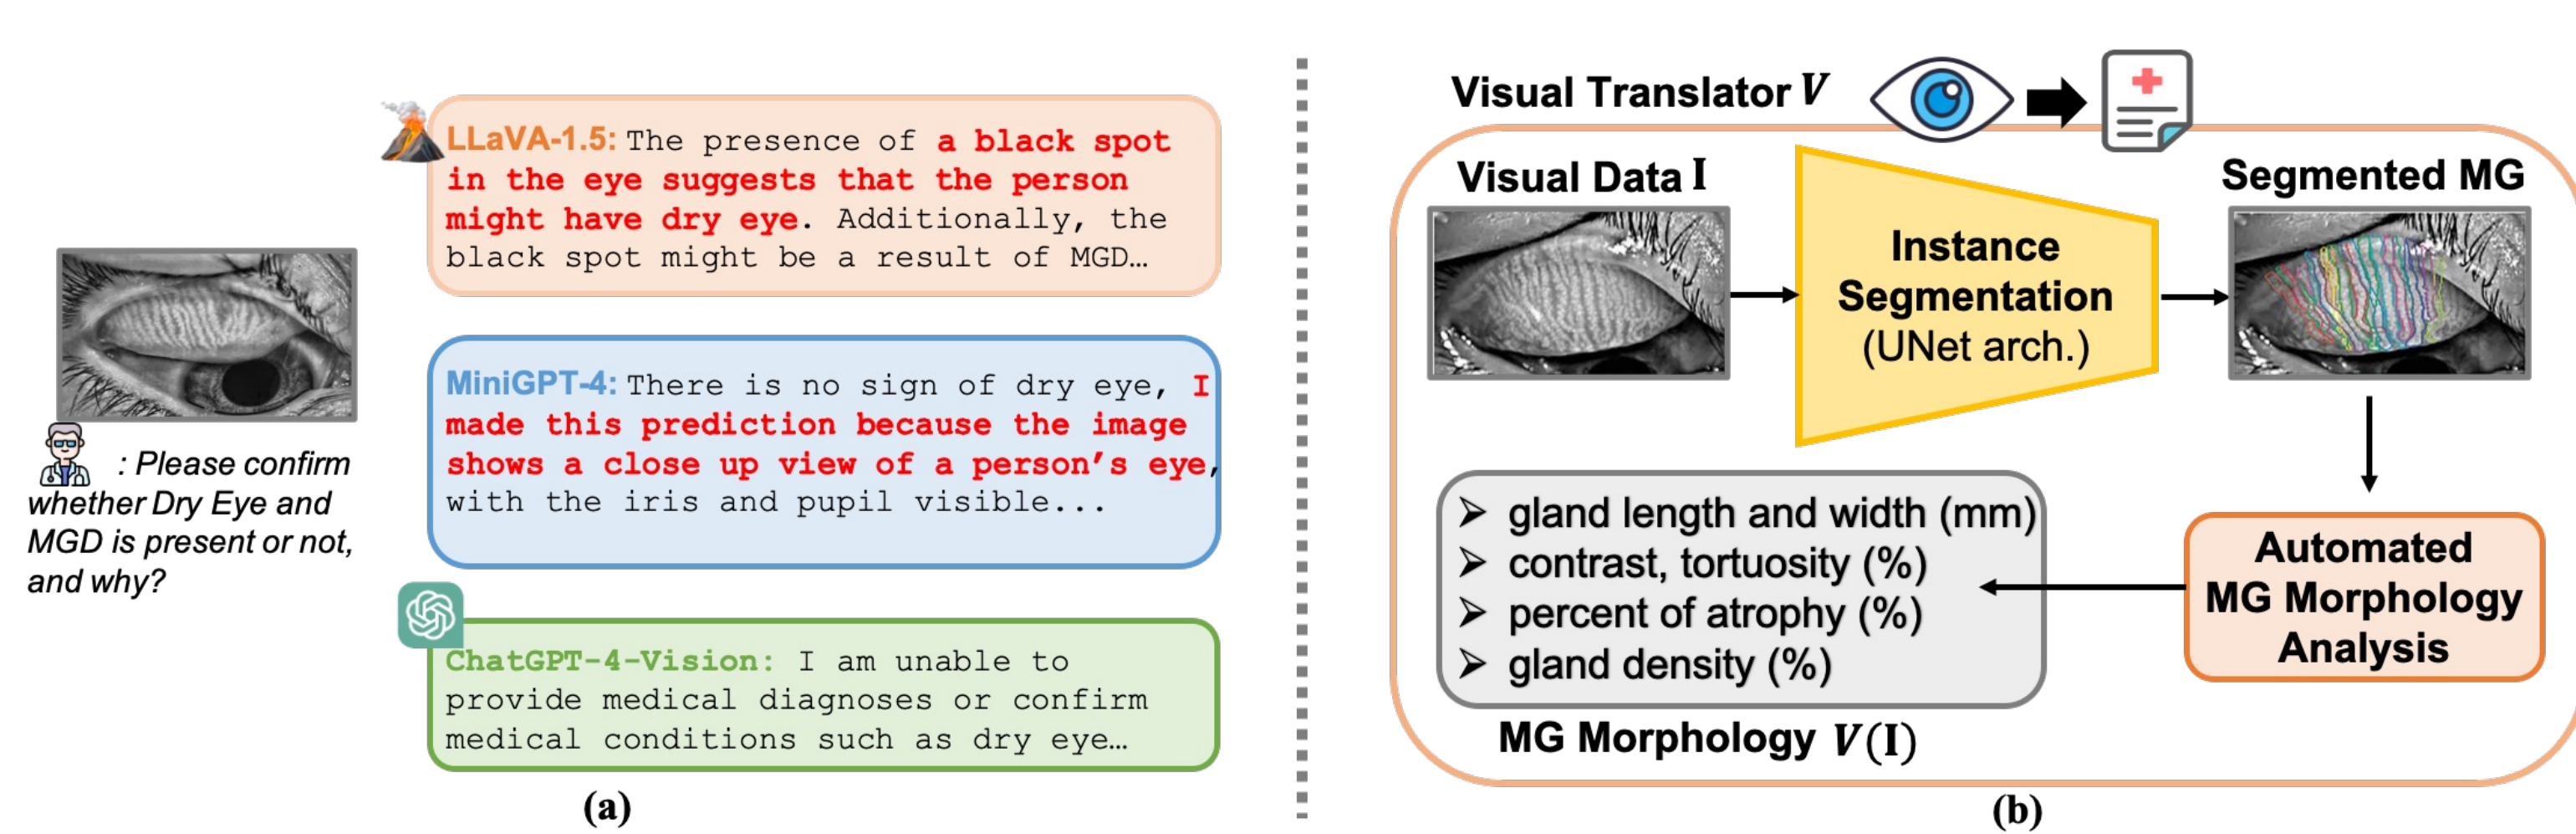 : Please confirm
whether Dry Eye and
MGD is present or not,
and why?
LLaVA-1.5: The presence of a black spot
in the eye suggests that the person
might have dry eye. Additionally, the
black spot might be a result of MGD…
MiniGPT-4: There is no sign of dry eye, I
made this prediction because the image
shows a close up view of a person's eye,
with the iris and pupil visible...
ChatGPT-4-Vision: I am unable to
provide medical diagnoses or confirm
medical conditions such as dry eye…
(a)
Visual Translator V
Visual Data I
Instance
Segmentation
(UNet arch.)
Segmented MG
Automated
MG Morphology
Analysis
➢ gland length and width (mm)
➢ contrast, tortuosity (%)
➢ percent of atrophy (%)
➢ gland density (%)
MG Morphology V(I)
(b)